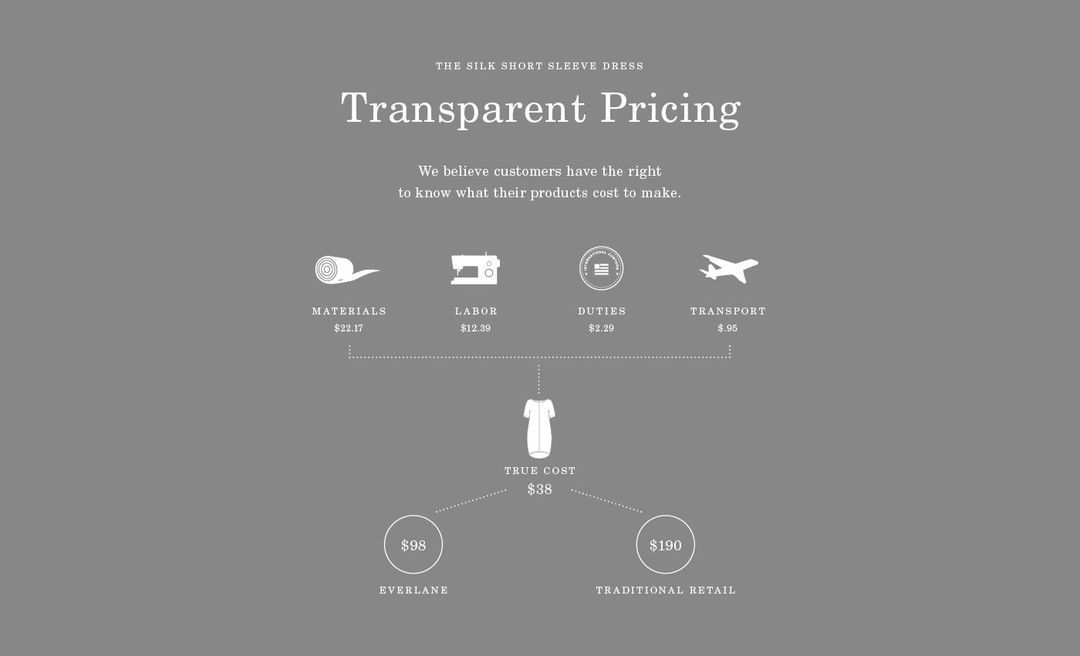 THE SILK SHORT SLEEVE DRESS
Transparent Pricing
We believe customers have the right
to know what their products cost to make.
INTERNATIONAL CUSTOMS
MATERIALS
$22.17
LABOR
$12.39
DUTIES
$2.29
TRANSPORT
$.95
TRUE COST
$38
$98
EVERLANE
$190
TRADITIONAL RETAIL